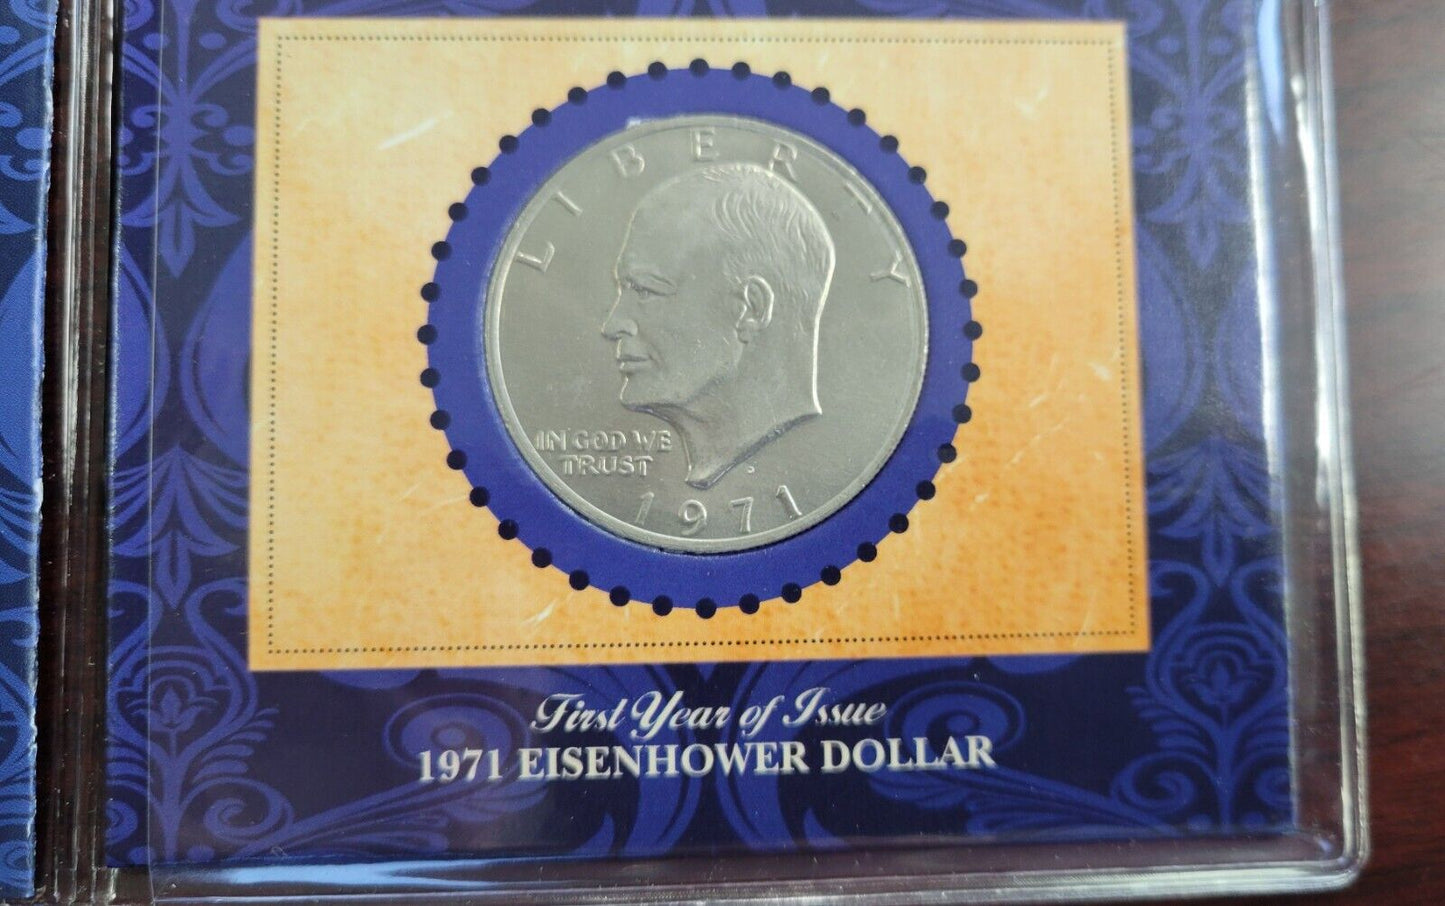 LIBERTY
IN GOD WE
TRUST
S
1971
First Year of Issue
1971 EISENHOWER DOLLAR